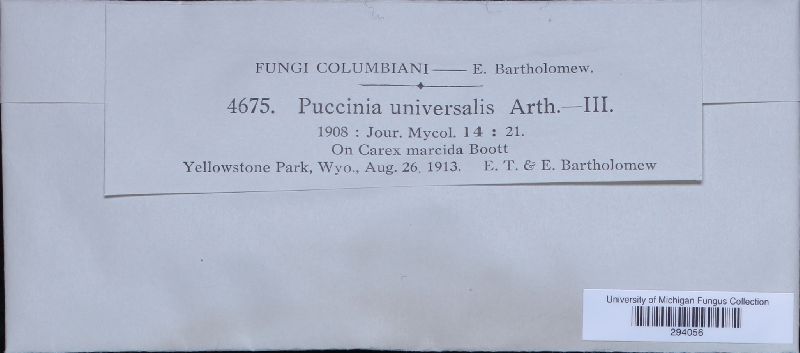 FUNGI COLUMBIANI — E. Bartholomew.
4675. Puccinia universalis Arth.—III.
1908 : Jour. Mycol. 14 : 21.
On Carex marcida Boott
Yellowstone Park, Wyo., Aug. 26, 1913. E. T. & E. Bartholomew
University of Michigan Fungus Collection
294056